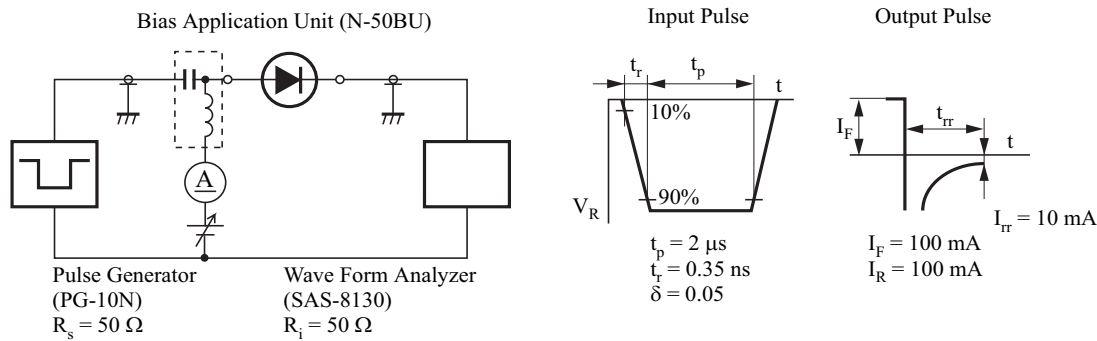 Bias Application Unit (N-50BU)
Input Pulse
Output Pulse
t_r
t_p
t
10%
90%
V_R
I_F
t_rr
t
I_rr = 10 mA
A
t_p = 2 μs
t_r = 0.35 ns
δ = 0.05
I_F = 100 mA
I_R = 100 mA
Pulse Generator
(PG-10N)
R_s = 50 Ω
Wave Form Analyzer
(SAS-8130)
R_i = 50 Ω